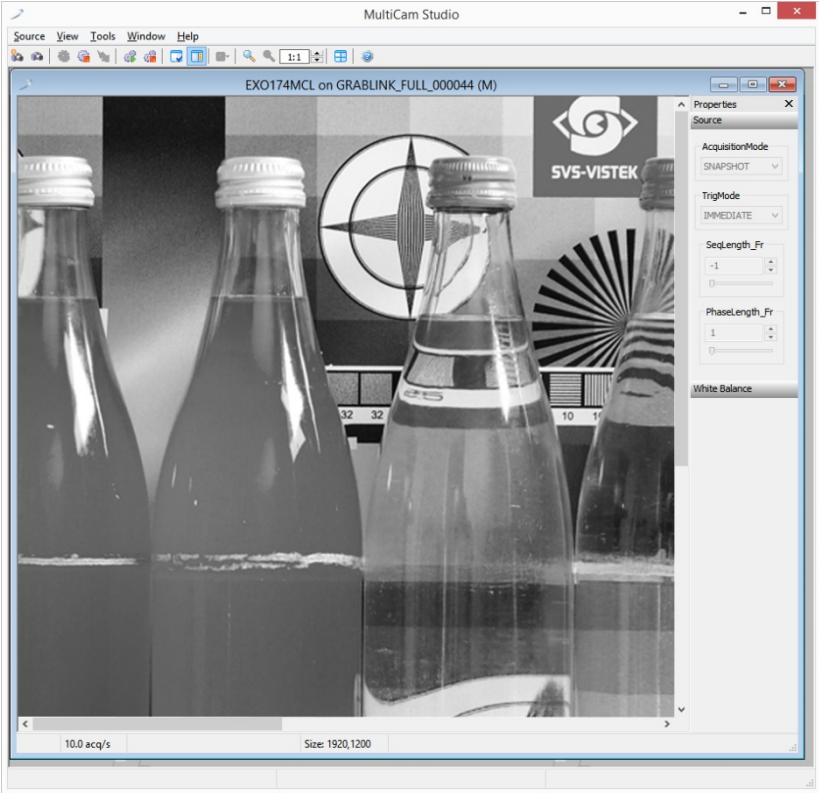 MultiCam Studio
Source View Tools Window Help
1:1
EXO174MCL on GRABLINK_FULL_000044 (M)
Properties
Source
AcquisitionMode
SNAPSHOT
TrigMode
IMMEDIATE
SeqLength_Fr
-1
PhaseLength_Fr
1
White Balance
SVS-VISTEK
32 32
10
10.0 acq/s
Size: 1920,1200